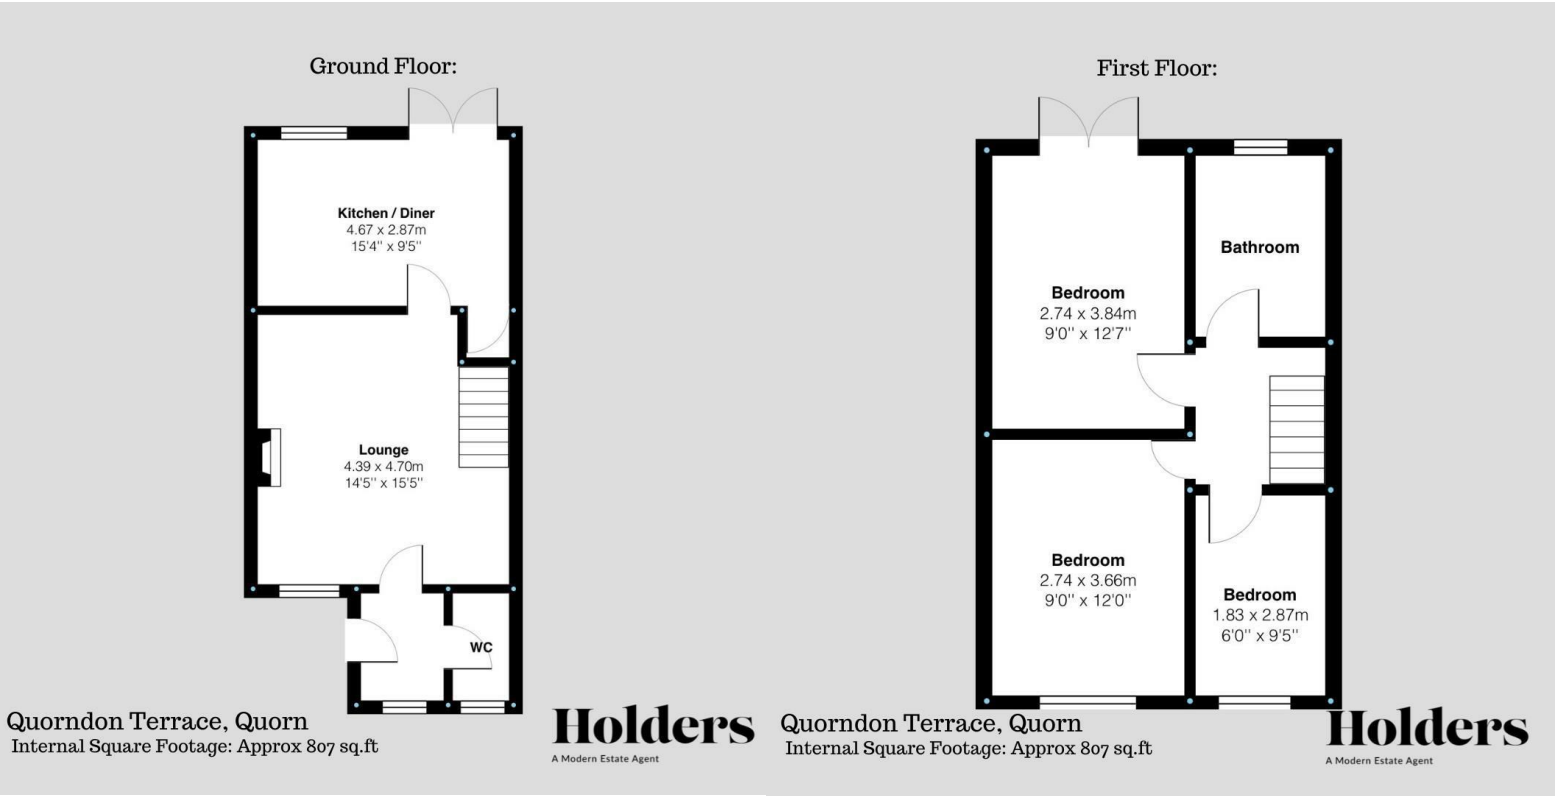 Ground Floor:
Kitchen / Diner
4.67 x 2.87m
15'4" x 9'5"
Lounge
4.39 x 4.70m
14'5" x 15'5"
WC
Quorndon Terrace, Quorn
Internal Square Footage: Approx 807 sq.ft
Holders
A Modern Estate Agent
First Floor:
Bathroom
Bedroom
2.74 x 3.84m
9'0" x 12'7"
Bedroom
2.74 x 3.66m
9'0" x 12'0"
Bedroom
1.83 x 2.87m
6'0" x 9'5"
Quorndon Terrace, Quorn
Internal Square Footage: Approx 807 sq.ft
Holders
A Modern Estate Agent